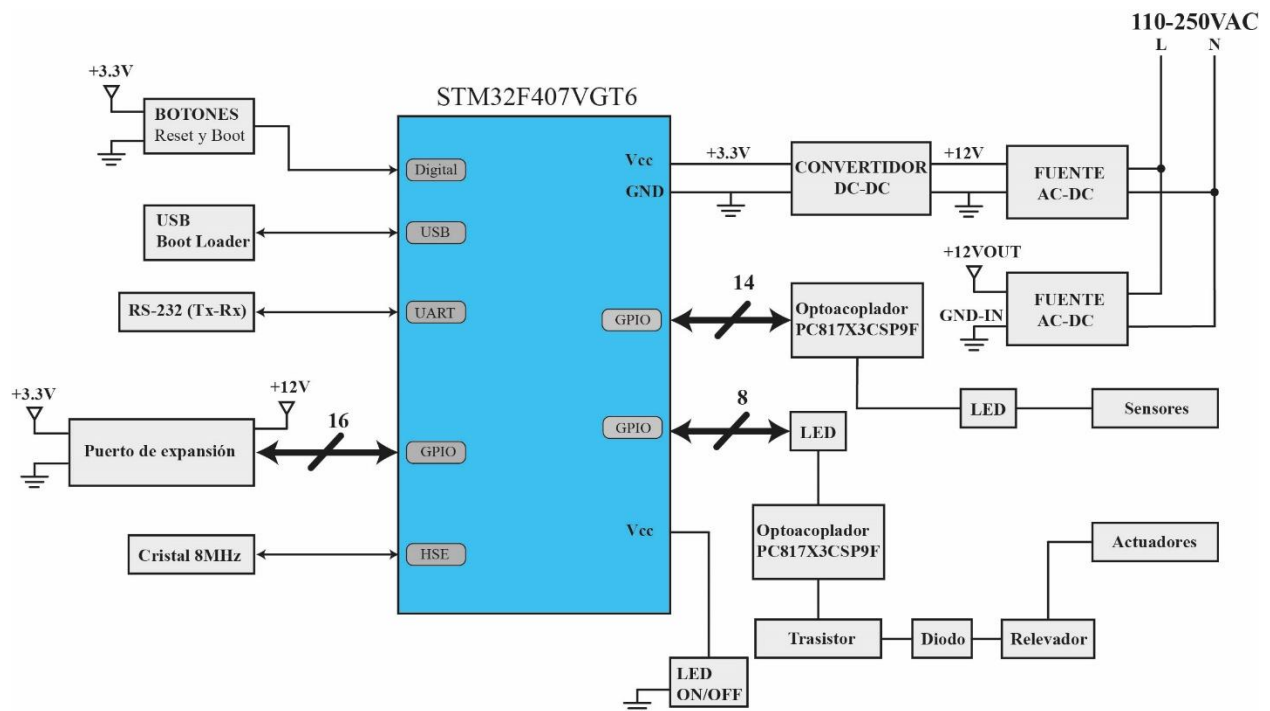 110-250VAC
L N
+3.3V
BOTONES
Reset y Boot
STM32F407VGT6
Digital
Vcc
GND
+3.3V
CONVERTIDOR
DC-DC
+12V
FUENTE
AC-DC
USB
Boot Loader
USB
RS-232 (Tx-Rx)
UART
GPIO
14
Optoacoplador
PC817X3CSP9F
+12VOUT
GND-IN
FUENTE
AC-DC
LED
Sensores
+3.3V
+12V
Puerto de expansión
16
GPIO
GPIO
8
LED
Optoacoplador
PC817X3CSP9F
Cristal 8MHz
HSE
Vcc
Actuadores
Trasistor
Diodo
Relevador
LED
ON/OFF